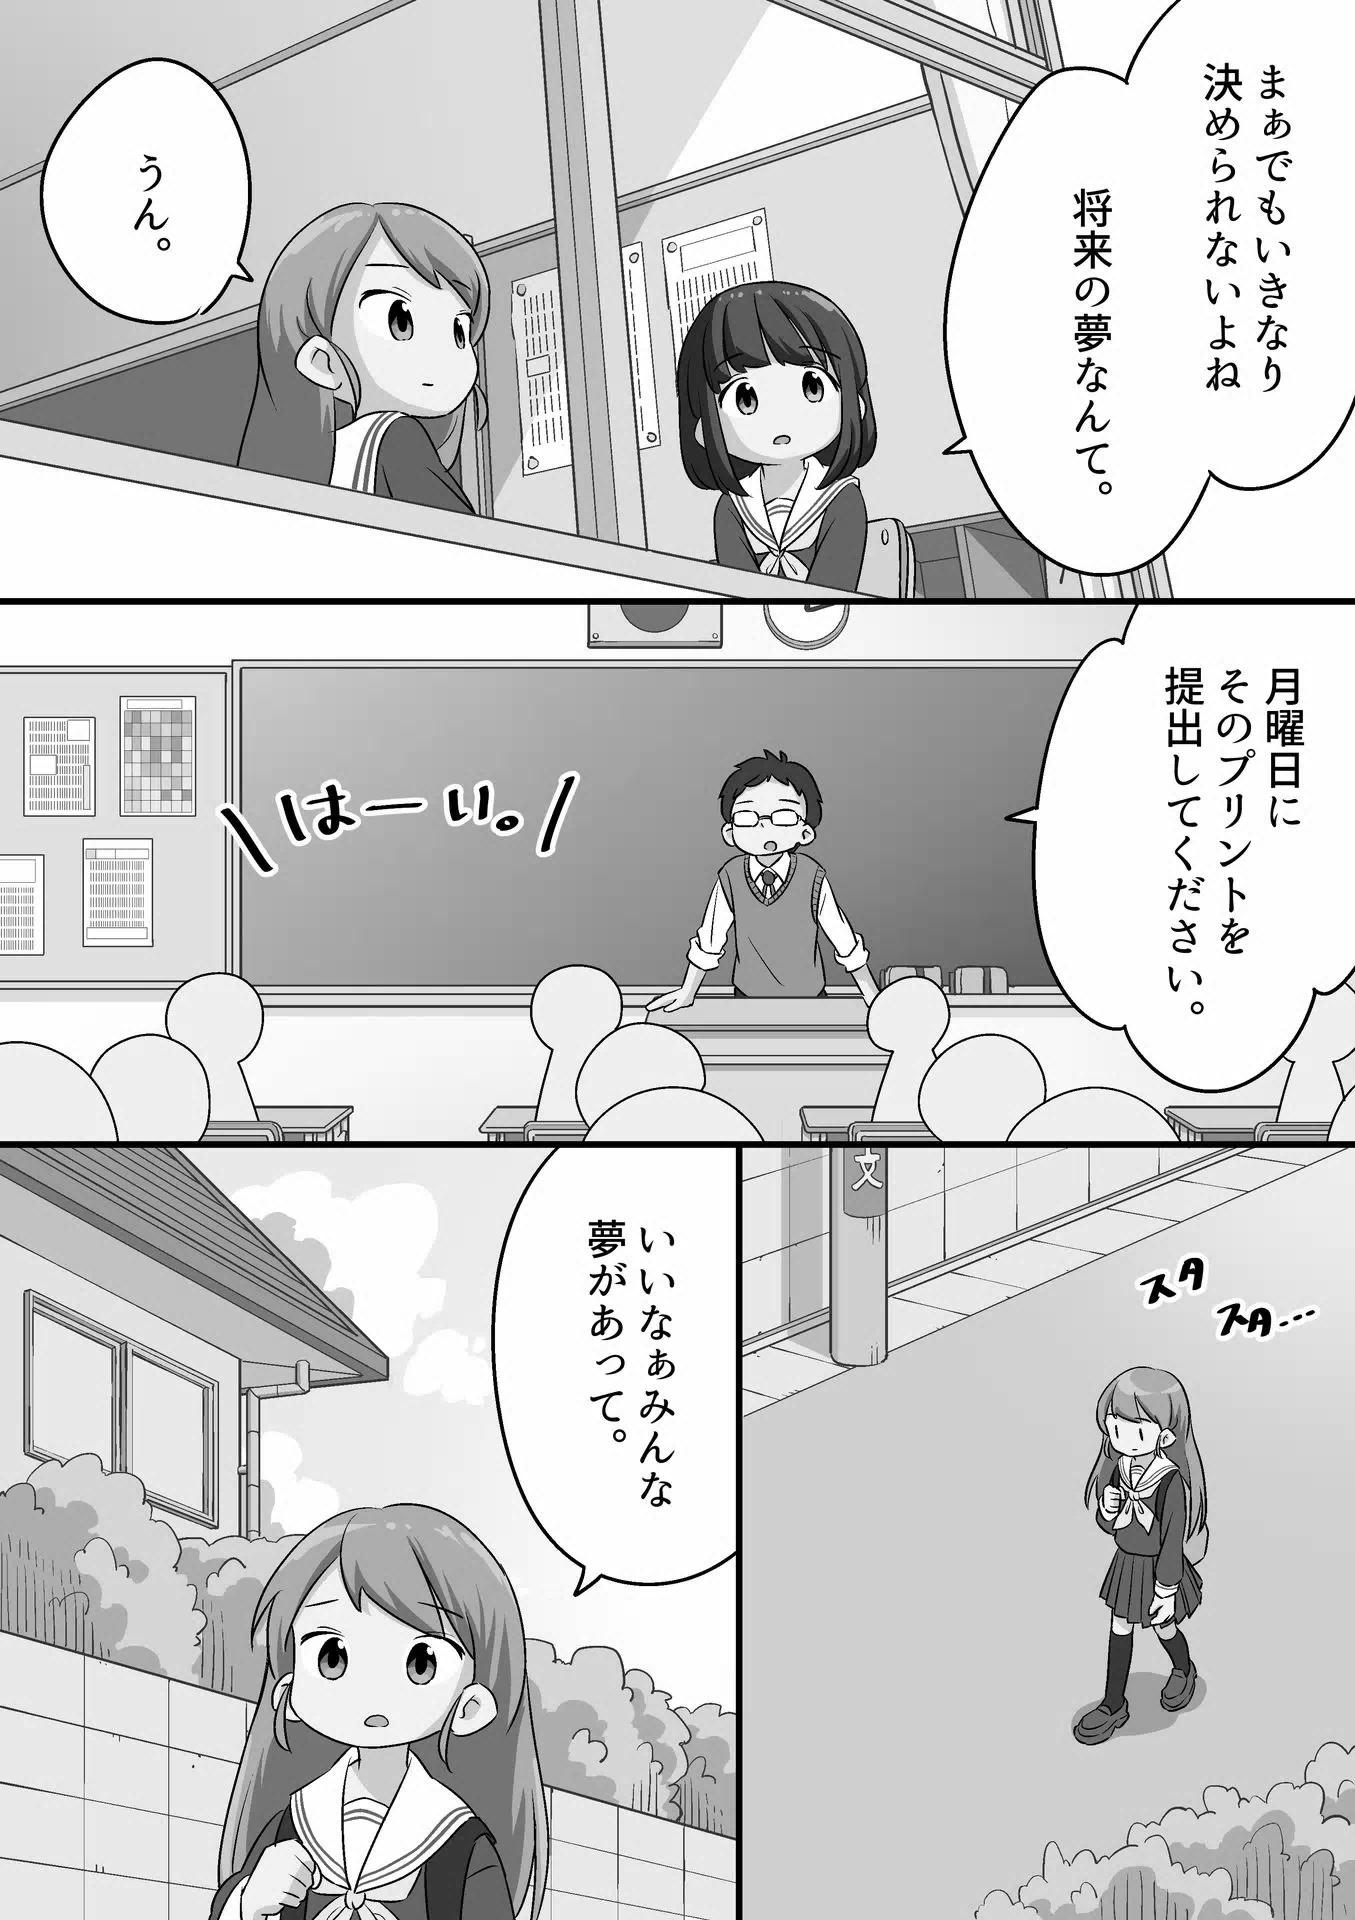 まぁでもいきなり
決められないよね
将来の夢なんて。
うん。
月曜日に
そのプリントを
提出してください。
はーい。
文
スタ
スタ…
いいなぁみんな
夢があって。